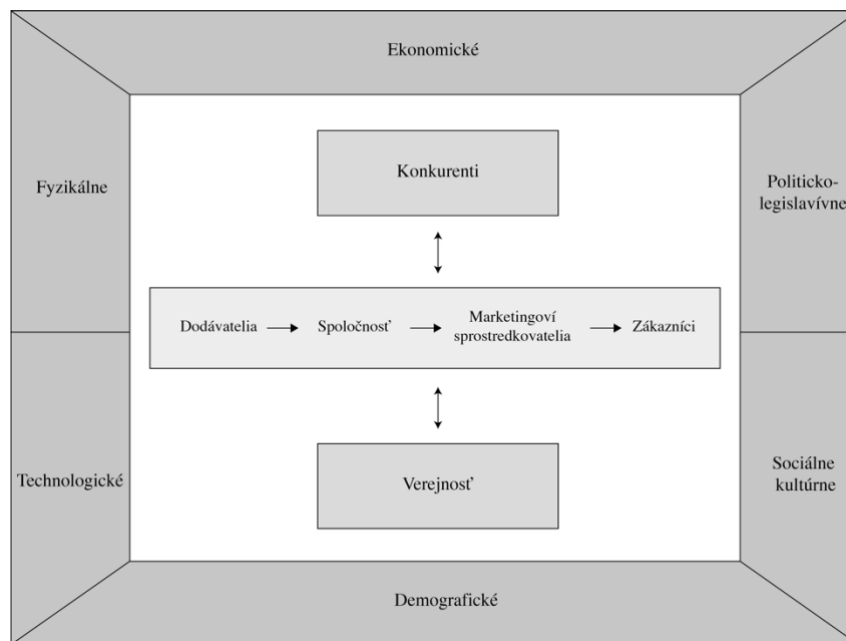 Ekonomické
Konkurenti
Fyzikálne
Politicko-
legislavívne
Dodávatelia
Spoločnosť
Marketingoví
sprostredkovatelia
Zákazníci
Technologické
Verejnosť
Sociálne
kultúrne
Demografické